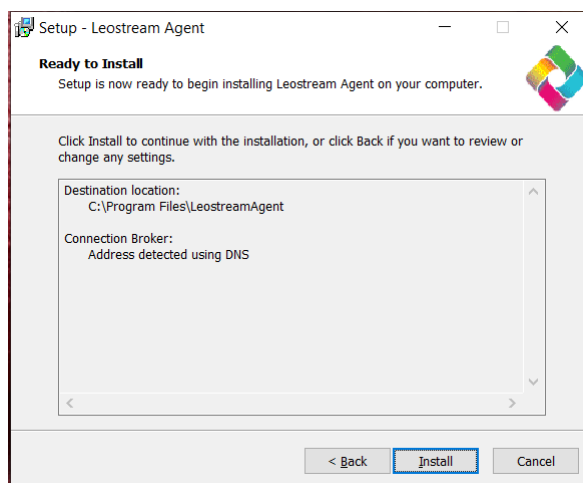 Setup - Leostream Agent
Ready to Install
Setup is now ready to begin installing Leostream Agent on your computer.
Click Install to continue with the installation, or click Back if you want to review or
change any settings.
Destination location:
C:\Program Files\LeostreamAgent
Connection Broker:
Address detected using DNS
< Back
Install
Cancel